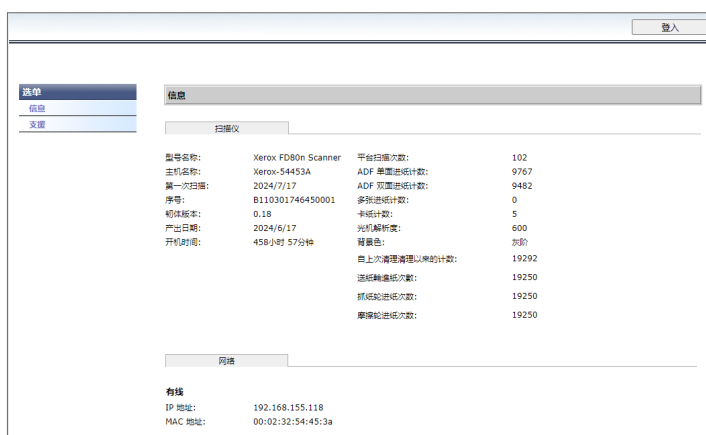 登入
选单
信息
支援
信息
扫描仪
型号名称: Xerox FD80n Scanner 平台扫描次数: 102
主机名称: Xerox-54453A ADF 单面进纸计数: 9767
第一次扫描: 2024/7/17 ADF 双面进纸计数: 9482
序号: B110301746450001 多张进纸计数: 0
韧体版本: 0.18 卡纸计数: 5
产出日期: 2024/6/17 光机解析度: 600
开机时间: 458小时 57分钟 背景色: 灰阶
自上次清理清理以来的计数: 19292
送紙輪進紙次數: 19250
抓纸轮进纸次数: 19250
摩擦轮进纸次数: 19250
网络
有线
IP 地址: 192.168.155.118
MAC 地址: 00:02:32:54:45:3a